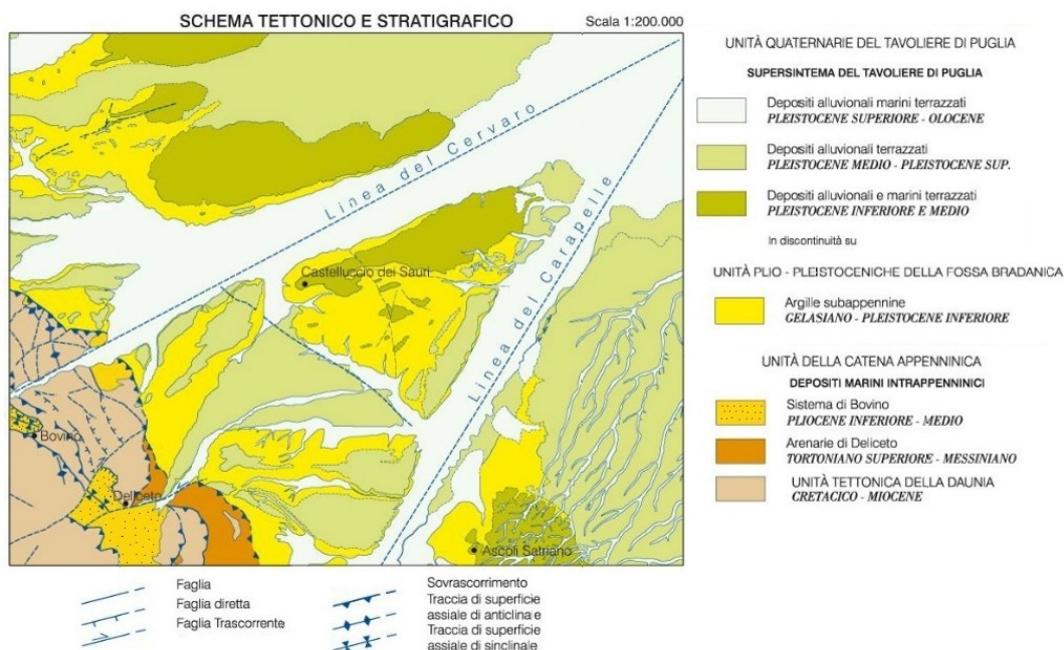 SCHEMA TETTONICO E STRATIGRAFICO
Scala 1:200.000
Linea del Cervaro
Linea del Carapelle
Castelluccio dei Sauri
Bovino
Deliceto
Ascoli Satriano
UNITÀ QUATERNARIE DEL TAVOLIERE DI PUGLIA
SUPERSINTEMA DEL TAVOLIERE DI PUGLIA
Depositi alluvionali marini terrazzati
PLEISTOCENE SUPERIORE - OLOCENE
Depositi alluvionali terrazzati
PLEISTOCENE MEDIO - PLEISTOCENE SUP.
Depositi alluvionali e marini terrazzati
PLEISTOCENE INFERIORE E MEDIO
In discontinuità su
UNITÀ PLIO - PLEISTOCENICHE DELLA FOSSA BRADANICA
Argille subappennine
GELASIANO - PLEISTOCENE INFERIORE
UNITÀ DELLA CATENA APPENNINICA
DEPOSITI MARINI INTRAPPENNINICI
Sistema di Bovino
PLIOCENE INFERIORE - MEDIO
Arenarie di Deliceto
TORTONIANO SUPERIORE - MESSINIANO
UNITÀ TETTONICA DELLA DAUNIA
CRETACICO - MIOCENE
Faglia
Faglia diretta
Faglia Trascorrente
Sovrascorrimento
Traccia di superficie
assiale di anticlinale
Traccia di superficie
assiale di sinclinale